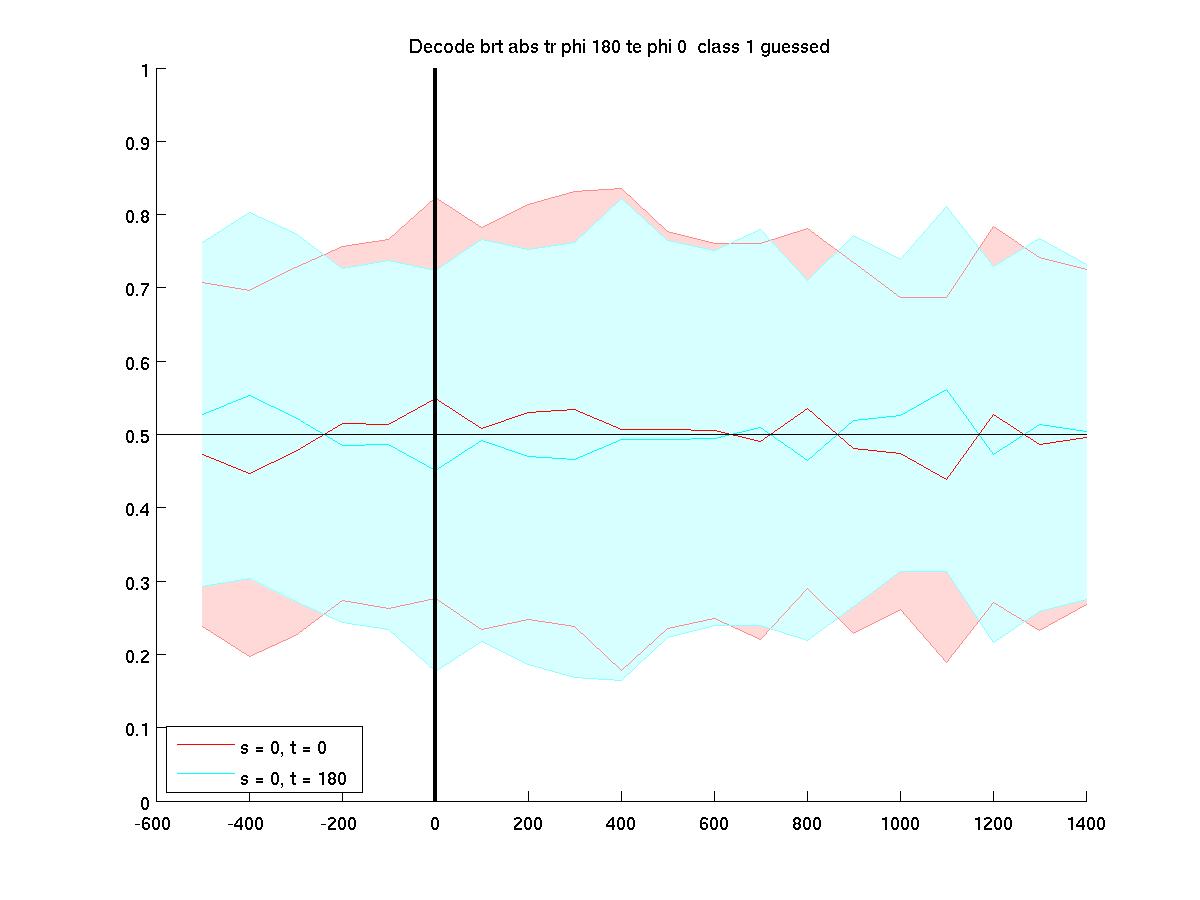 Decode brt abs tr phi 180 te phi 0  class 1 guessed
1
0.9
0.8
0.7
0.6
0.5
0.4
0.3
0.2
0.1
0
s = 0, t = 0
s = 0, t = 180
-600 -400 -200 0 200 400 600 800 1000 1200 1400